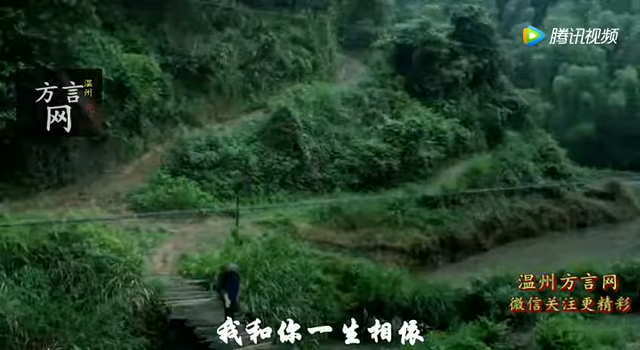 腾讯视频
方言网
温州
温州方言网
微信关注更精彩
我和你一生相依